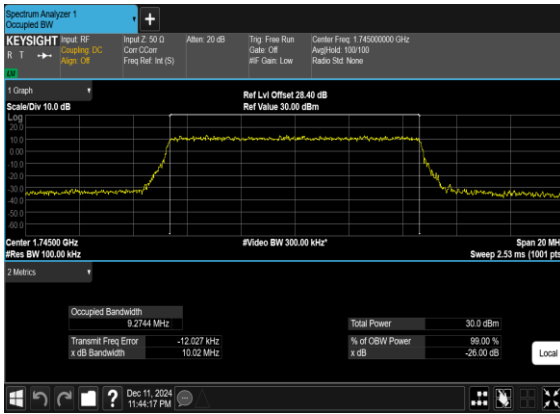 Spectrum Analyzer 1
Occupied BW
KEYSIGHT
R T
LXI
Input: RF
Coupling: DC
Align: Off
Input Z: 50 Ω
Corr CCorr
Freq Ref: Int (S)
Atten: 20 dB
Trig: Free Run
Gate: Off
#IF Gain: Low
Center Freq: 1.745000000 GHz
Avg|Hold: 100/100
Radio Std: None
1 Graph
Scale/Div 10.0 dB
Ref Lvl Offset 28.40 dB
Ref Value 30.00 dBm
Log
20.0
10.0
0.00
-10.0
-20.0
-30.0
-40.0
-50.0
-60.0
Center 1.74500 GHz
#Res BW 100.00 kHz
#Video BW 300.00 kHz*
Span 20 MH
Sweep 2.53 ms (1001 pts
2 Metrics
Occupied Bandwidth
9.2744 MHz
Transmit Freq Error -12.027 kHz
x dB Bandwidth 10.02 MHz
Total Power 30.0 dBm
% of OBW Power 99.00 %
x dB -26.00 dB
Local
Dec 11, 2024
11:44:17 PM